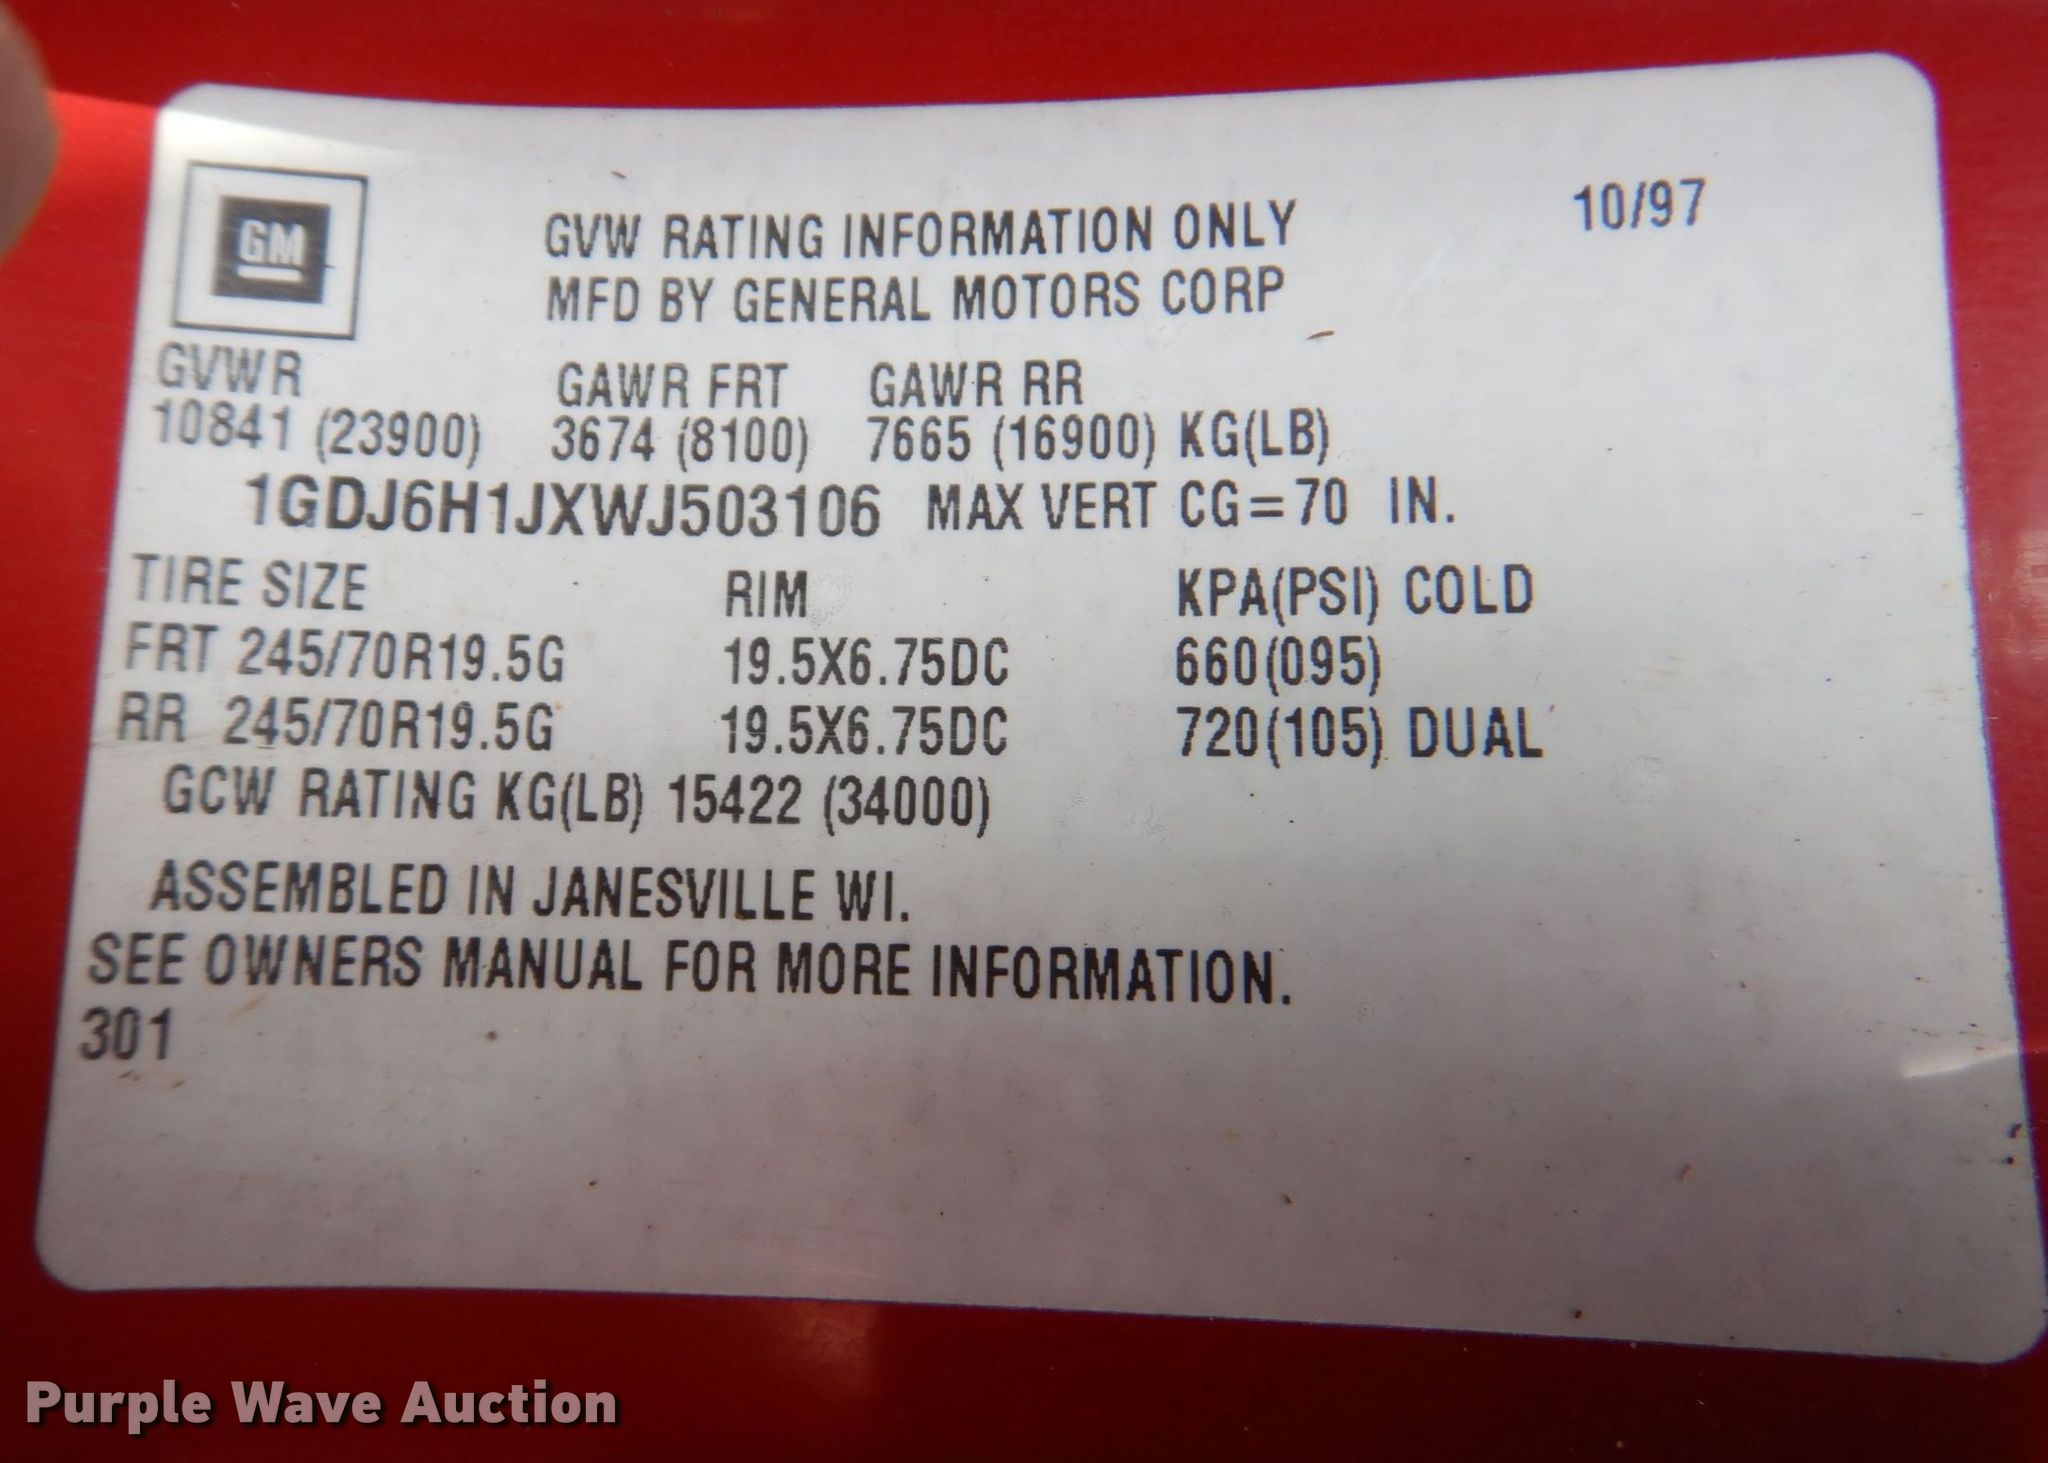 GM
10/97
GVW RATING INFORMATION ONLY
MFD BY GENERAL MOTORS CORP
GVWR GAWR FRT GAWR RR
10841 (23900) 3674 (8100) 7665 (16900) KG(LB)
1GDJ6H1JXWJ503106 MAX VERT CG=70 IN.
TIRE SIZE RIM KPA(PSI) COLD
FRT 245/70R19.5G 19.5X6.75DC 660(095)
RR 245/70R19.5G 19.5X6.75DC 720(105) DUAL
GCW RATING KG(LB) 15422 (34000)
ASSEMBLED IN JANESVILLE WI.
SEE OWNERS MANUAL FOR MORE INFORMATION.
301
Purple Wave Auction